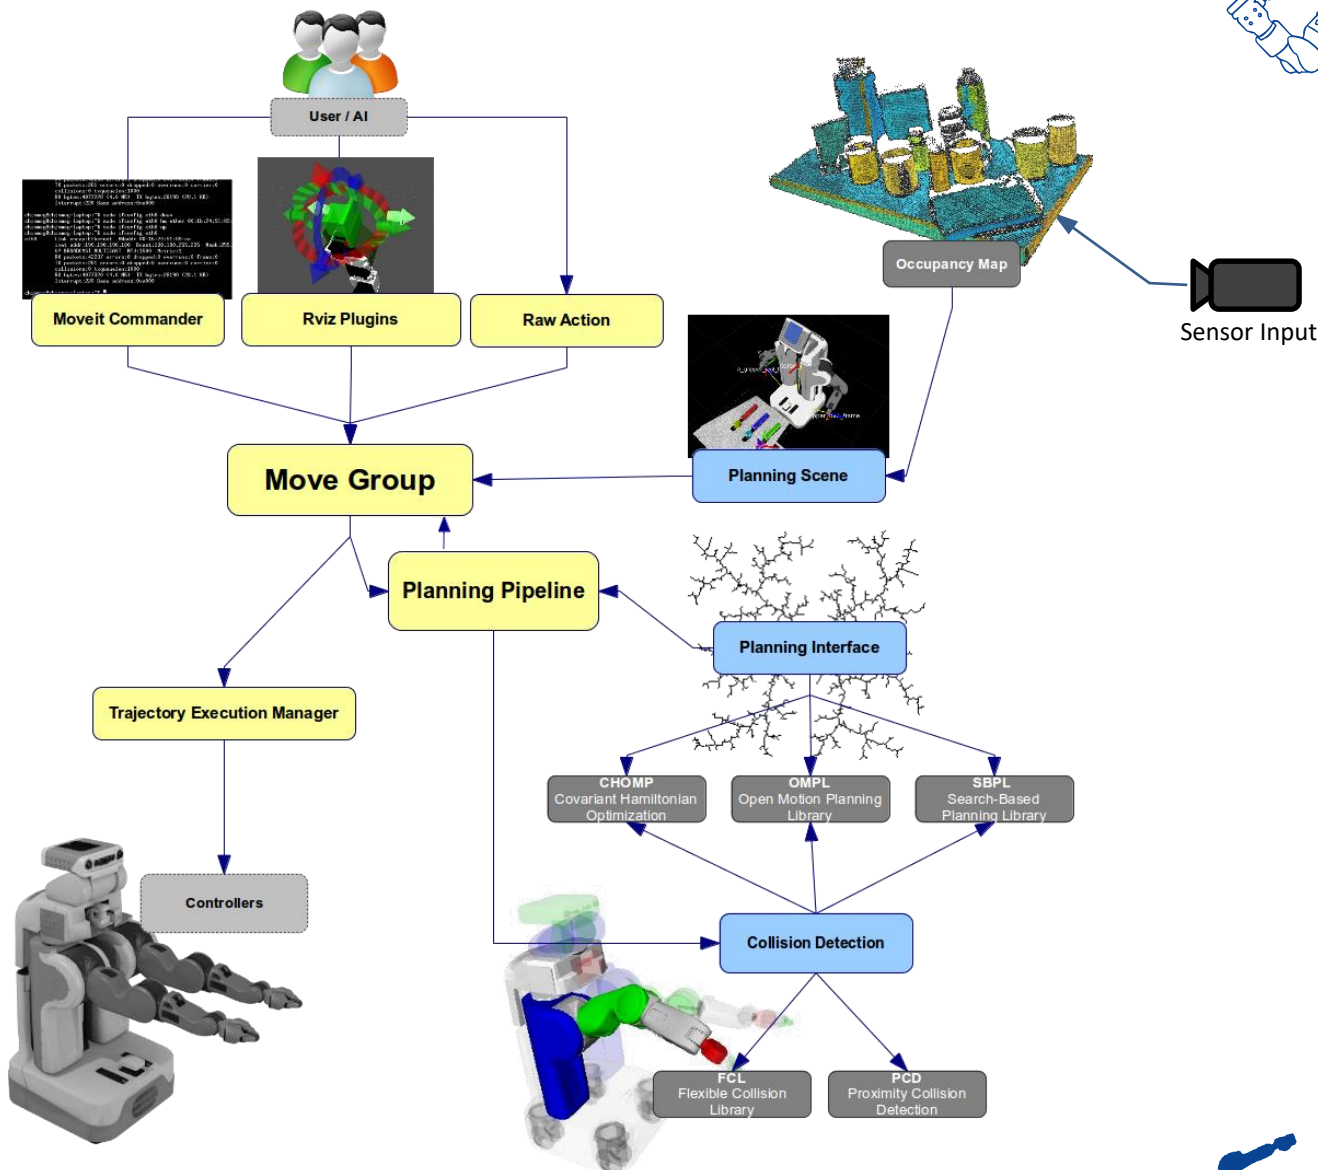 User / AI
Moveit Commander
Rviz Plugins
Raw Action
Occupancy Map
Sensor Input
Move Group
Planning Scene
Planning Pipeline
Planning Interface
Trajectory Execution Manager
CHOMP
Covariant Hamiltonian
Optimization
OMPL
Open Motion Planning
Library
SBPL
Search-Based
Planning Library
Controllers
Collision Detection
FCL
Flexible Collision
Library
PCD
Proximity Collision
Detection